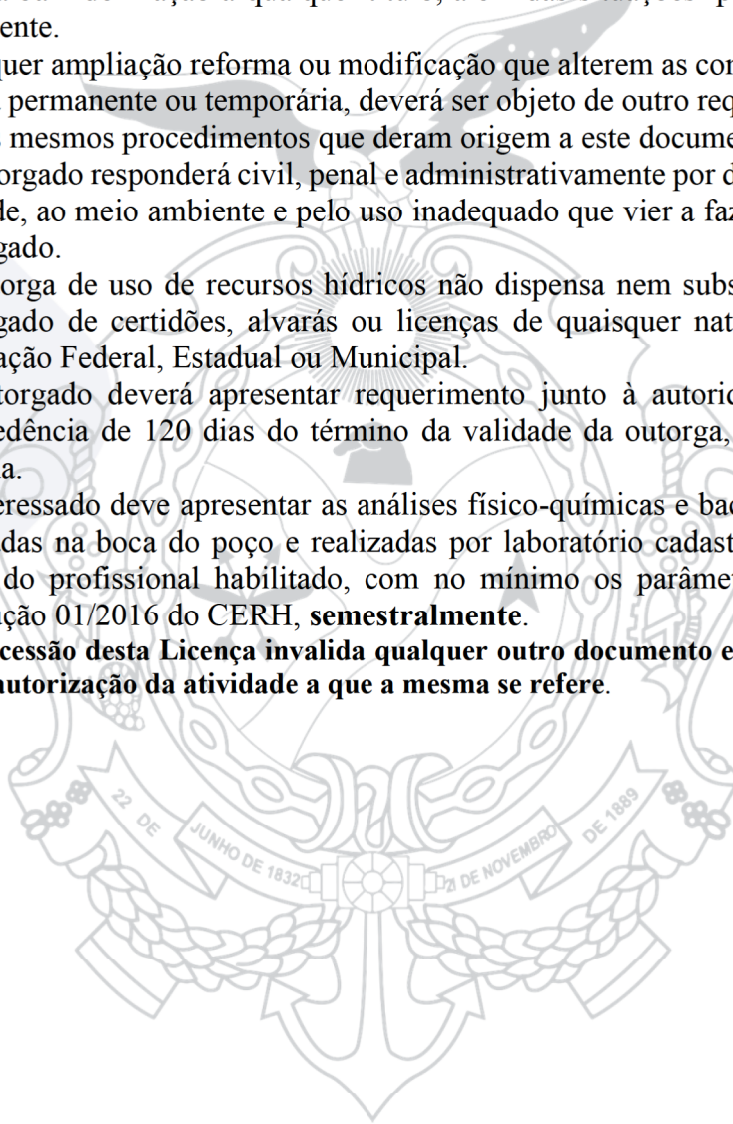 ente.
quer ampliação reforma ou modificação que alterem as con
permanente ou temporária, deverá ser objeto de outro req
mesmos procedimentos que deram origem a este docume
orgado responderá civil, penal e administrativamente por d
de, ao meio ambiente e pelo uso inadequado que vier a faz
gado.
orga de uso de recursos hídricos não dispensa nem subs
gado de certidões, alvarás ou licenças de quaisquer nat
ação Federal, Estadual ou Municipal.
torgado deverá apresentar requerimento junto à autorid
edência de 120 dias do término da validade da outorga,
a.
eressado deve apresentar as análises físico-químicas e bac
das na boca do poço e realizadas por laboratório cadast
do profissional habilitado, com no mínimo os parâme
ução 01/2016 do CERH, semestralmente.
cessão desta Licença invalida qualquer outro documento e
autorização da atividade a que a mesma se refere.
22 DE JUNHO DE 1832
21 DE NOVEMBRO DE 1889